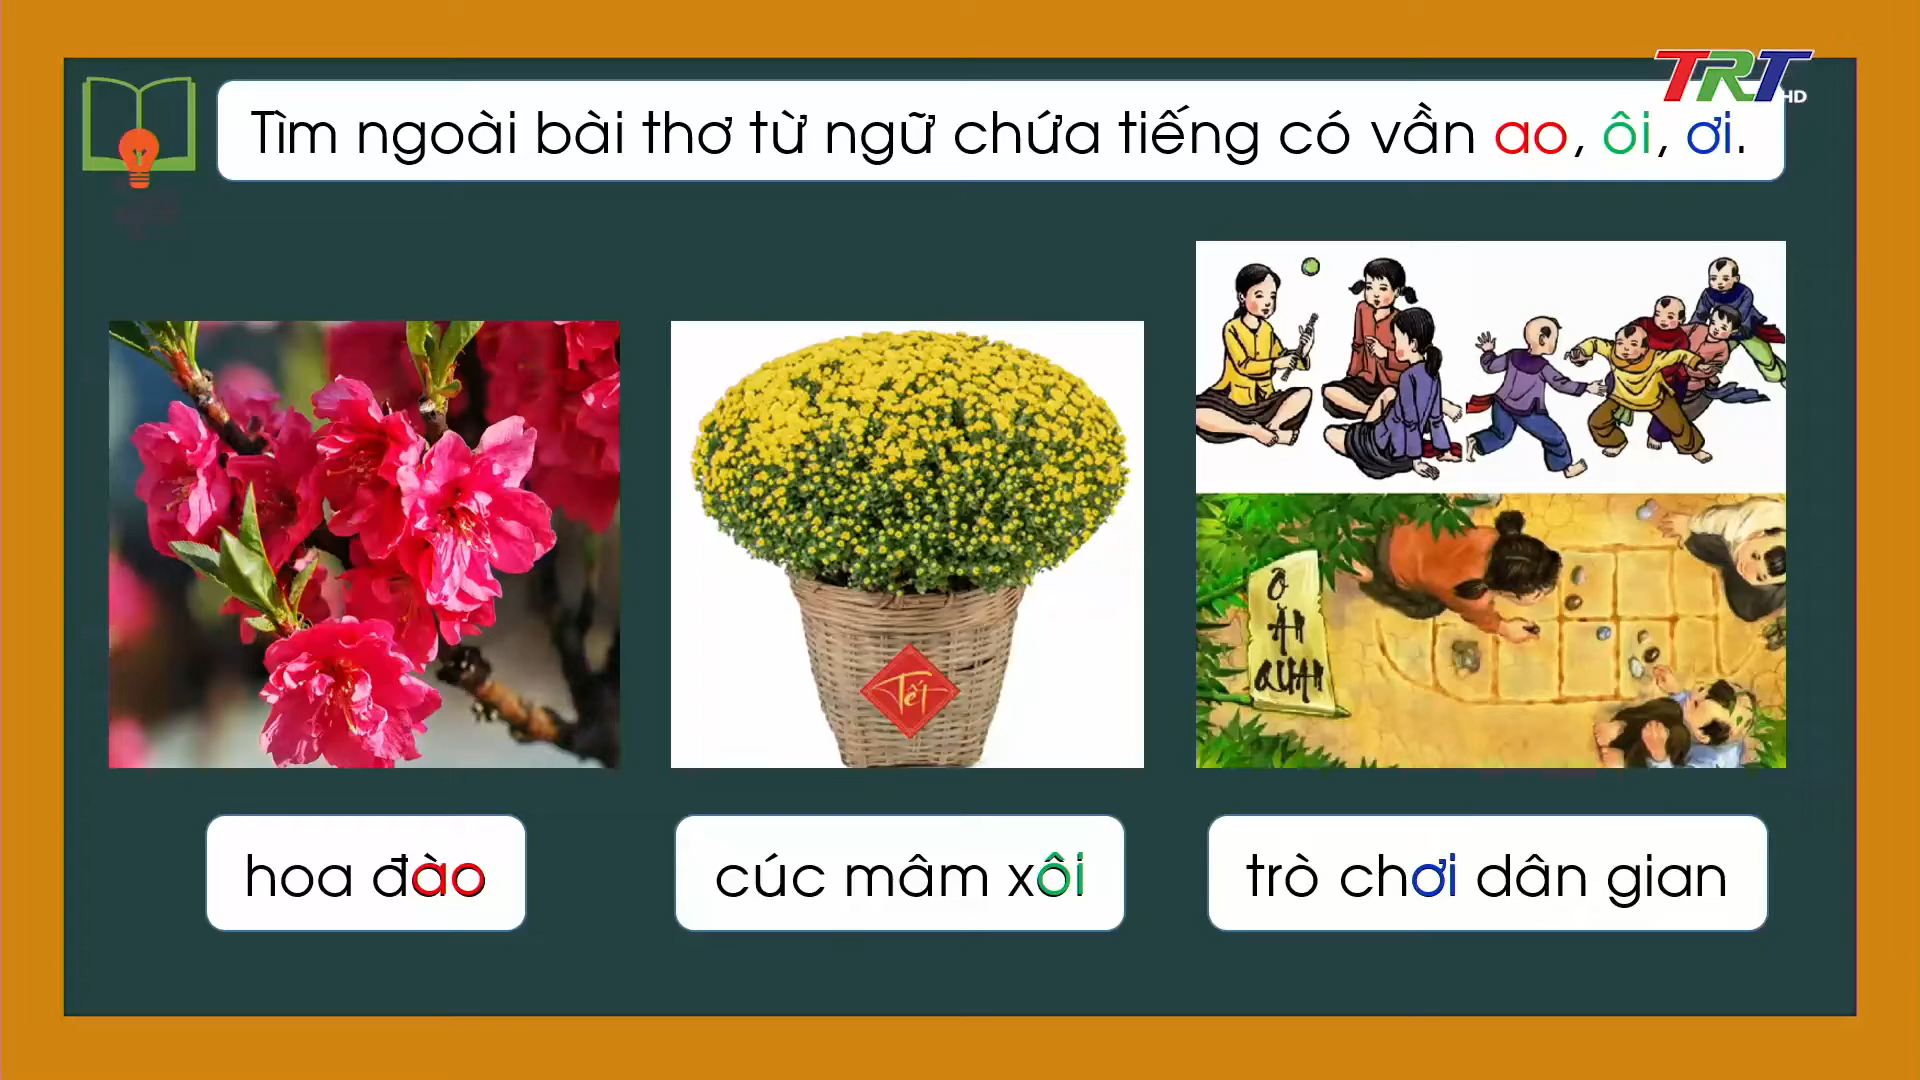 TRT HD
Tìm ngoài bài thơ từ ngữ chứa tiếng có vần ao, ôi, ơi.
Tết
Ô
ĂN
QUAN
hoa đào
cúc mâm xôi
trò chơi dân gian